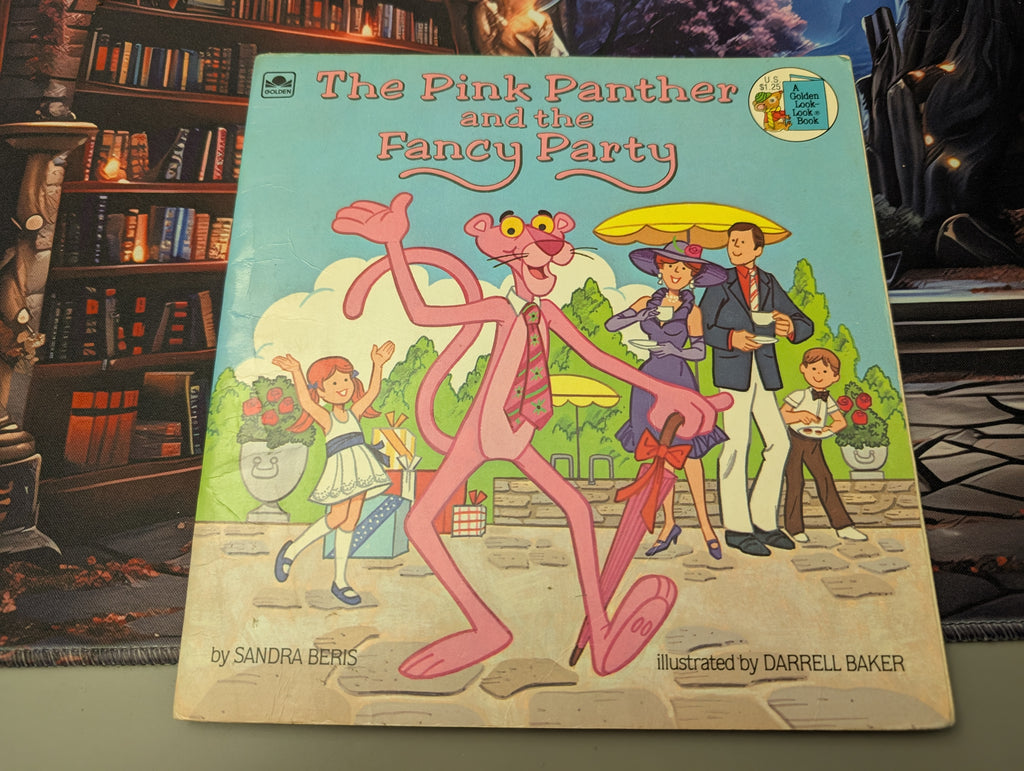 GOLDEN
The Pink Panther
and the
Fancy Party
U.S.
$1.25
A
Golden
Look-
Look®
Book
by SANDRA BERIS
illustrated by DARRELL BAKER